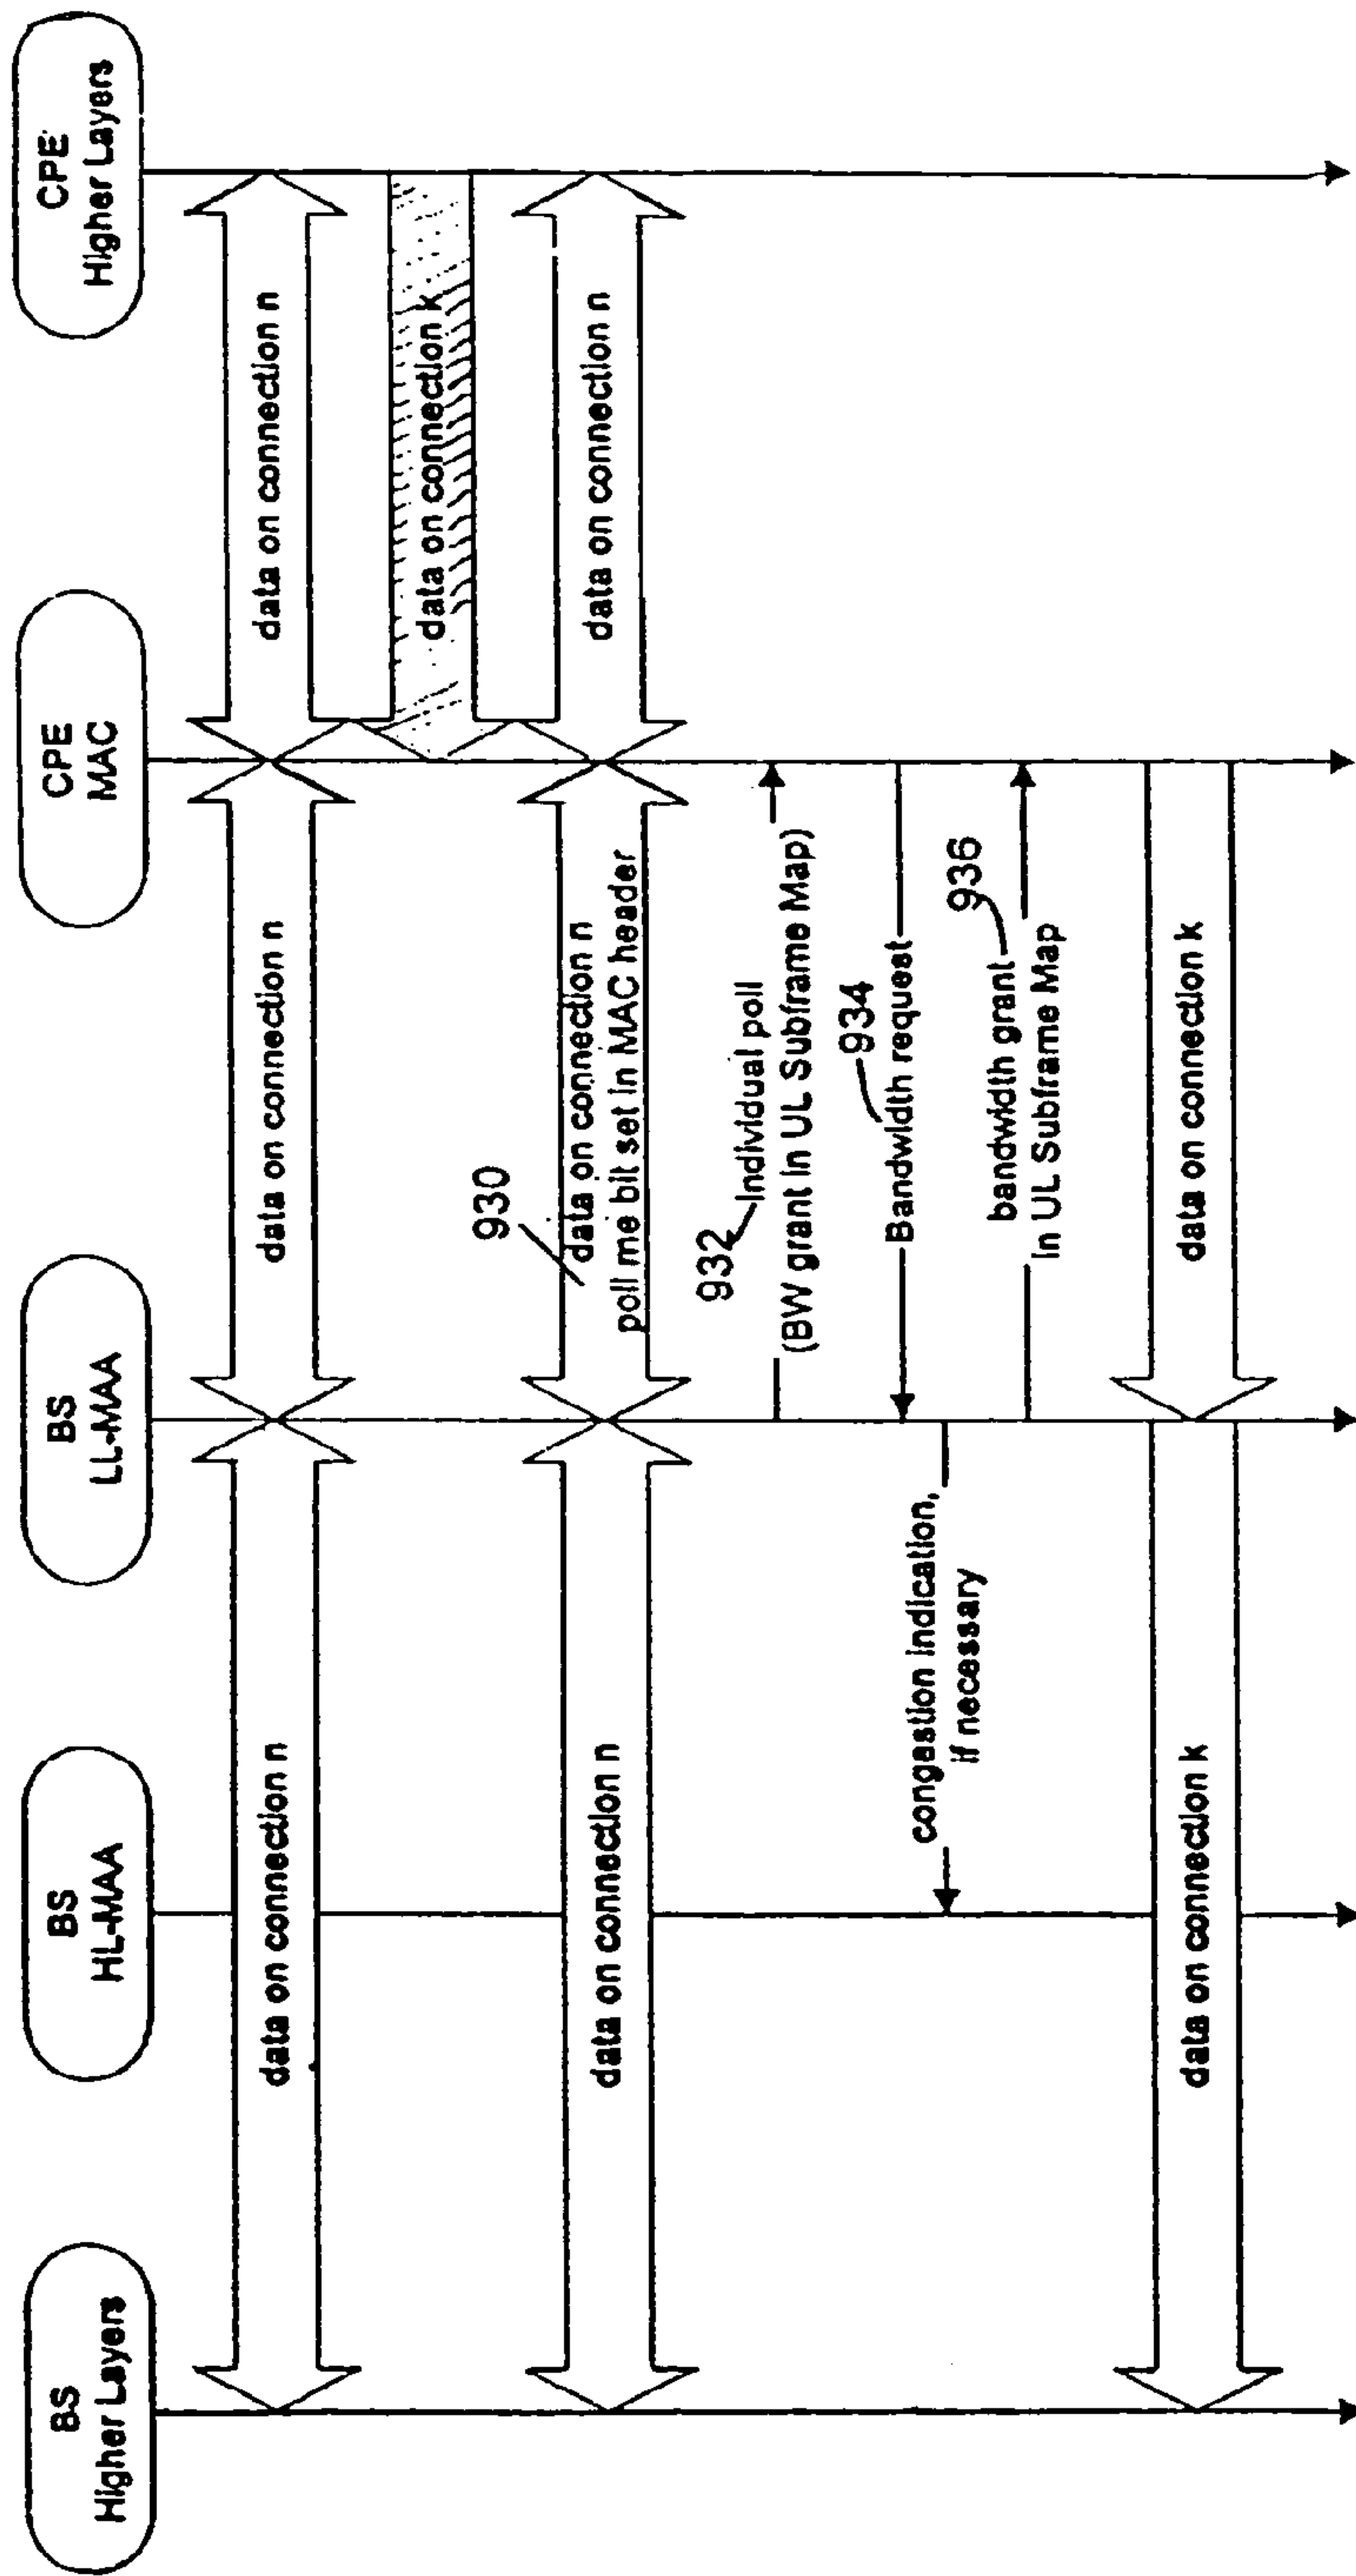 BS
Higher Layers
BS
HL-MAA
BS
LL-MAA
CPE
MAC
CPE
Higher Layers
data on connection n
data on connection n
data on connection n
data on connection k
930
data on connection n
data on connection n
poll me bit set in MAC header
data on connection n
932
Individual poll
(BW grant in UL Subframe Map)
934
Bandwidth request
congestion indication,
if necessary
936
bandwidth grant
in UL Subframe Map
data on connection k
data on connection k